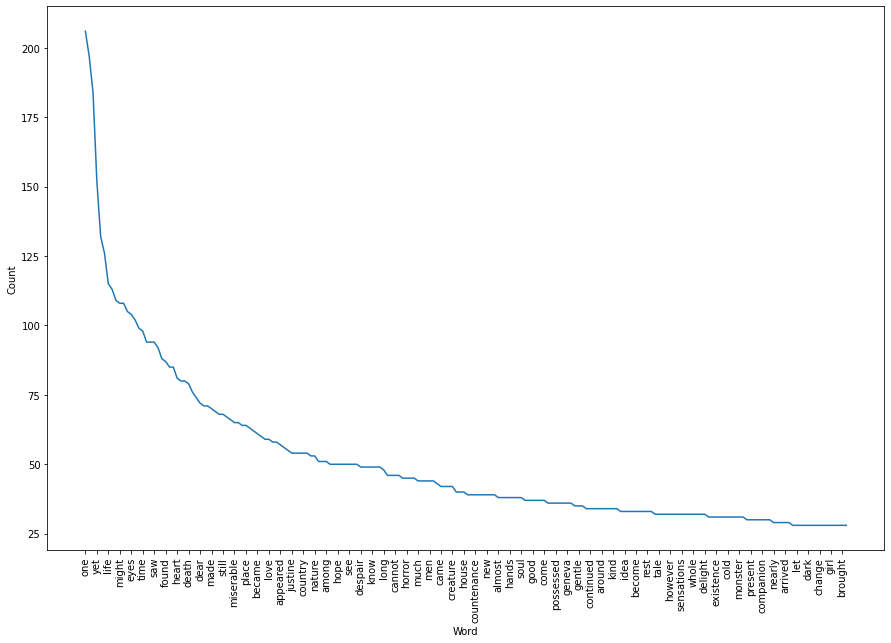 200
175
150
125
100
75
50
25
Count
one
yet
life
might
eyes
time
saw
found
heart
death
dear
made
still
miserable
place
became
love
appeared
justine
country
nature
among
hope
see
despair
know
long
cannot
horror
much
men
came
creature
house
countenance
new
almost
hands
soul
good
come
possessed
geneva
gentle
continued
around
kind
idea
become
rest
tale
however
sensations
whole
delight
existence
cold
monster
present
companion
nearly
arrived
let
dark
change
girl
brought
Word